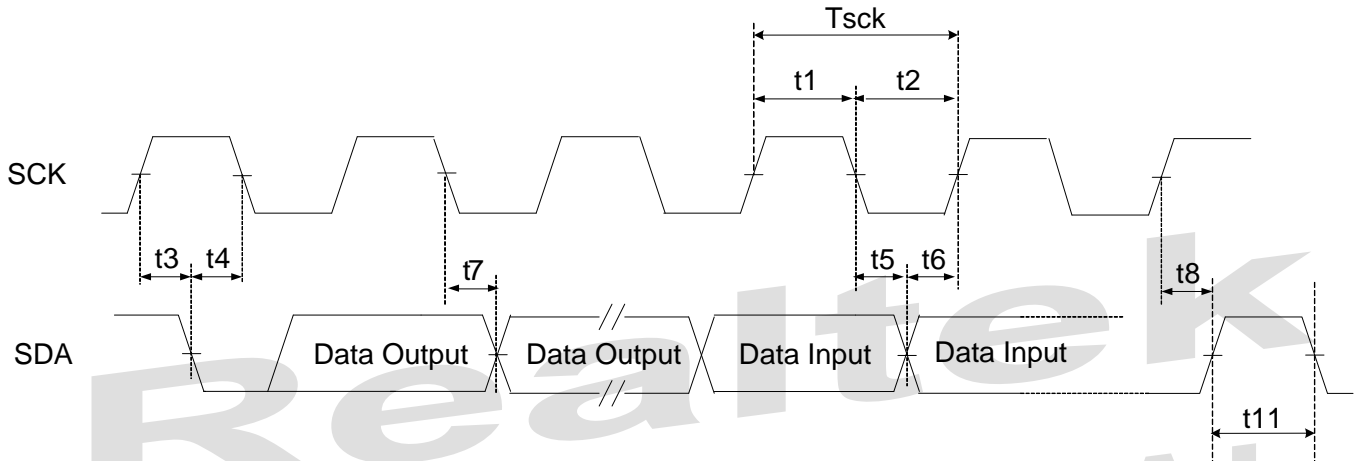 Tsck
t1 t2
SCK
t3 t4 t7 t5 t6 t8
SDA Data Output Data Output Data Input Data Input
t11
Realtek